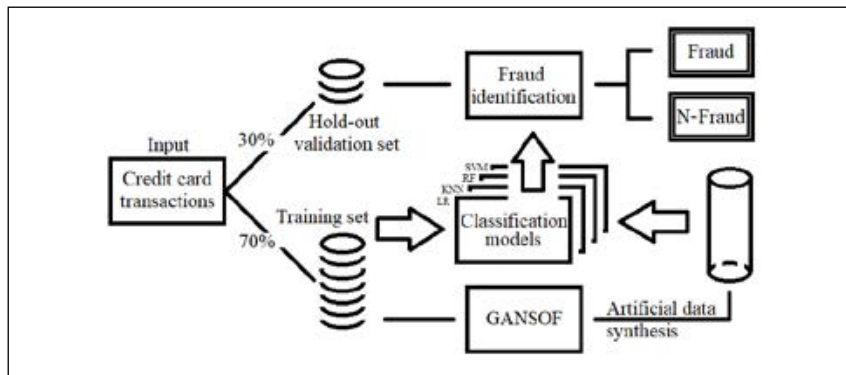 Input
Credit card
transactions
30%
70%
Hold-out
validation set
Training set
Fraud
identification
Fraud
N-Fraud
SVM
RF
KNN
LR
Classification
models
GANSOF
Artificial data
synthesis